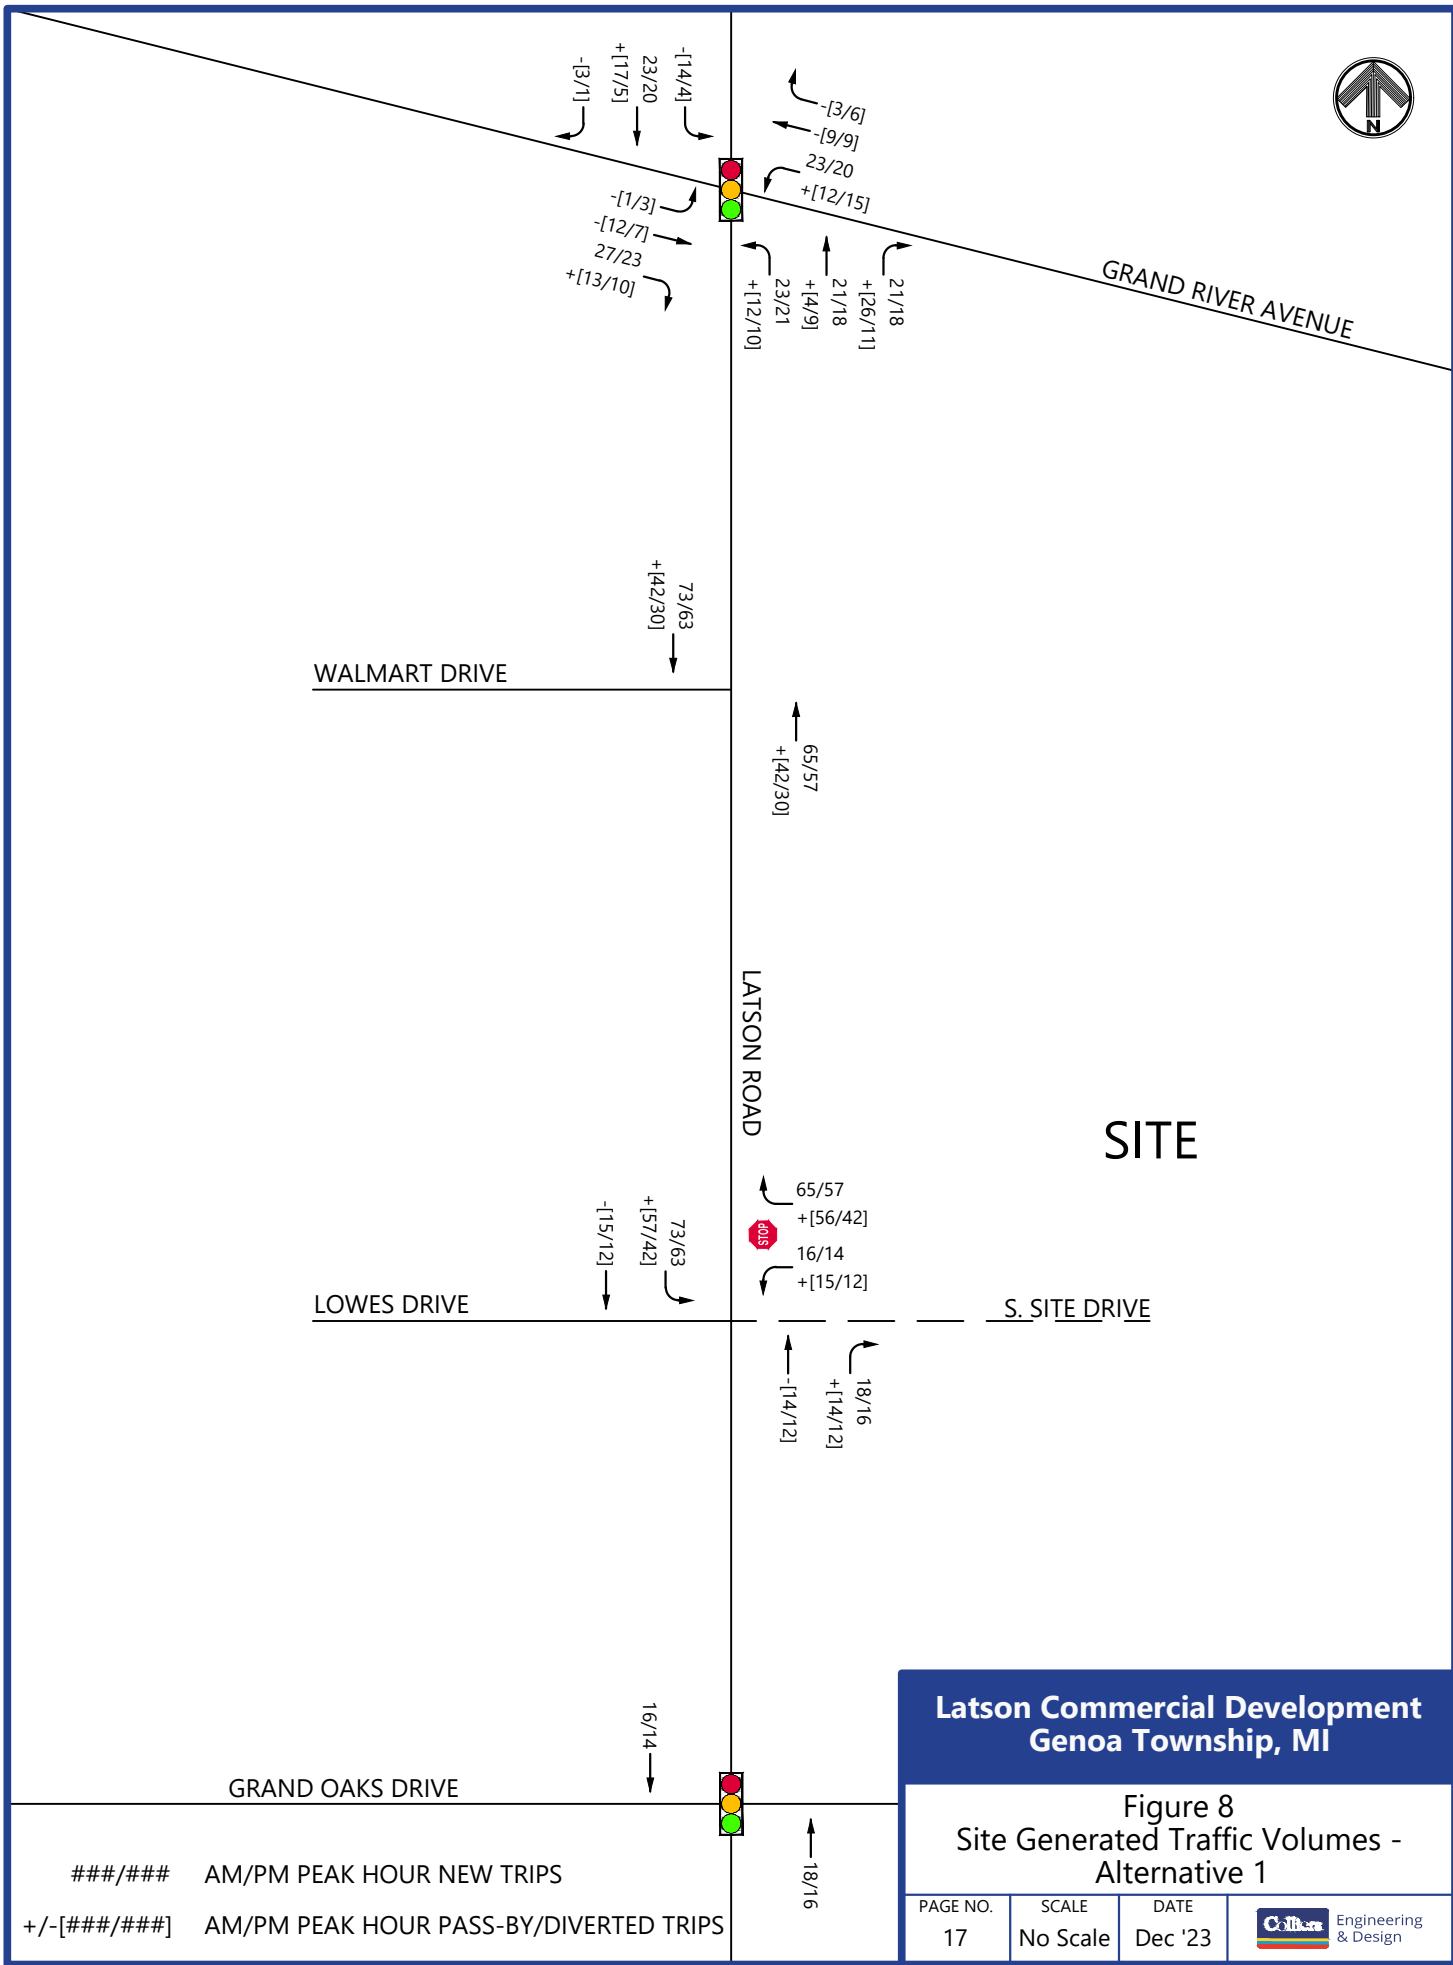 -[14/4]
23/20
+[17/5]
-[3/1]
-[3/6]
-[9/9]
23/20
+[12/15]
N
-[1/3]
-[12/7]
27/23
+[13/10]
23/21
+[12/10]
21/18
+[4/9]
21/18
+[26/11]
GRAND RIVER AVENUE
73/63
+[42/30]
WALMART DRIVE
65/57
+[42/30]
LATSON ROAD
SITE
65/57
+[56/42]
STOP
16/14
+[15/12]
73/63
+[57/42]
-[15/12]
LOWES DRIVE
S. SITE DRIVE
-[14/12]
18/16
+[14/12]
16/14
GRAND OAKS DRIVE
18/16
###/### AM/PM PEAK HOUR NEW TRIPS
+/-[###/###] AM/PM PEAK HOUR PASS-BY/DIVERTED TRIPS
Latson Commercial Development
Genoa Township, MI
Figure 8
Site Generated Traffic Volumes -
Alternative 1
PAGE NO. SCALE DATE
17 No Scale Dec '23
Colliers Engineering
& Design